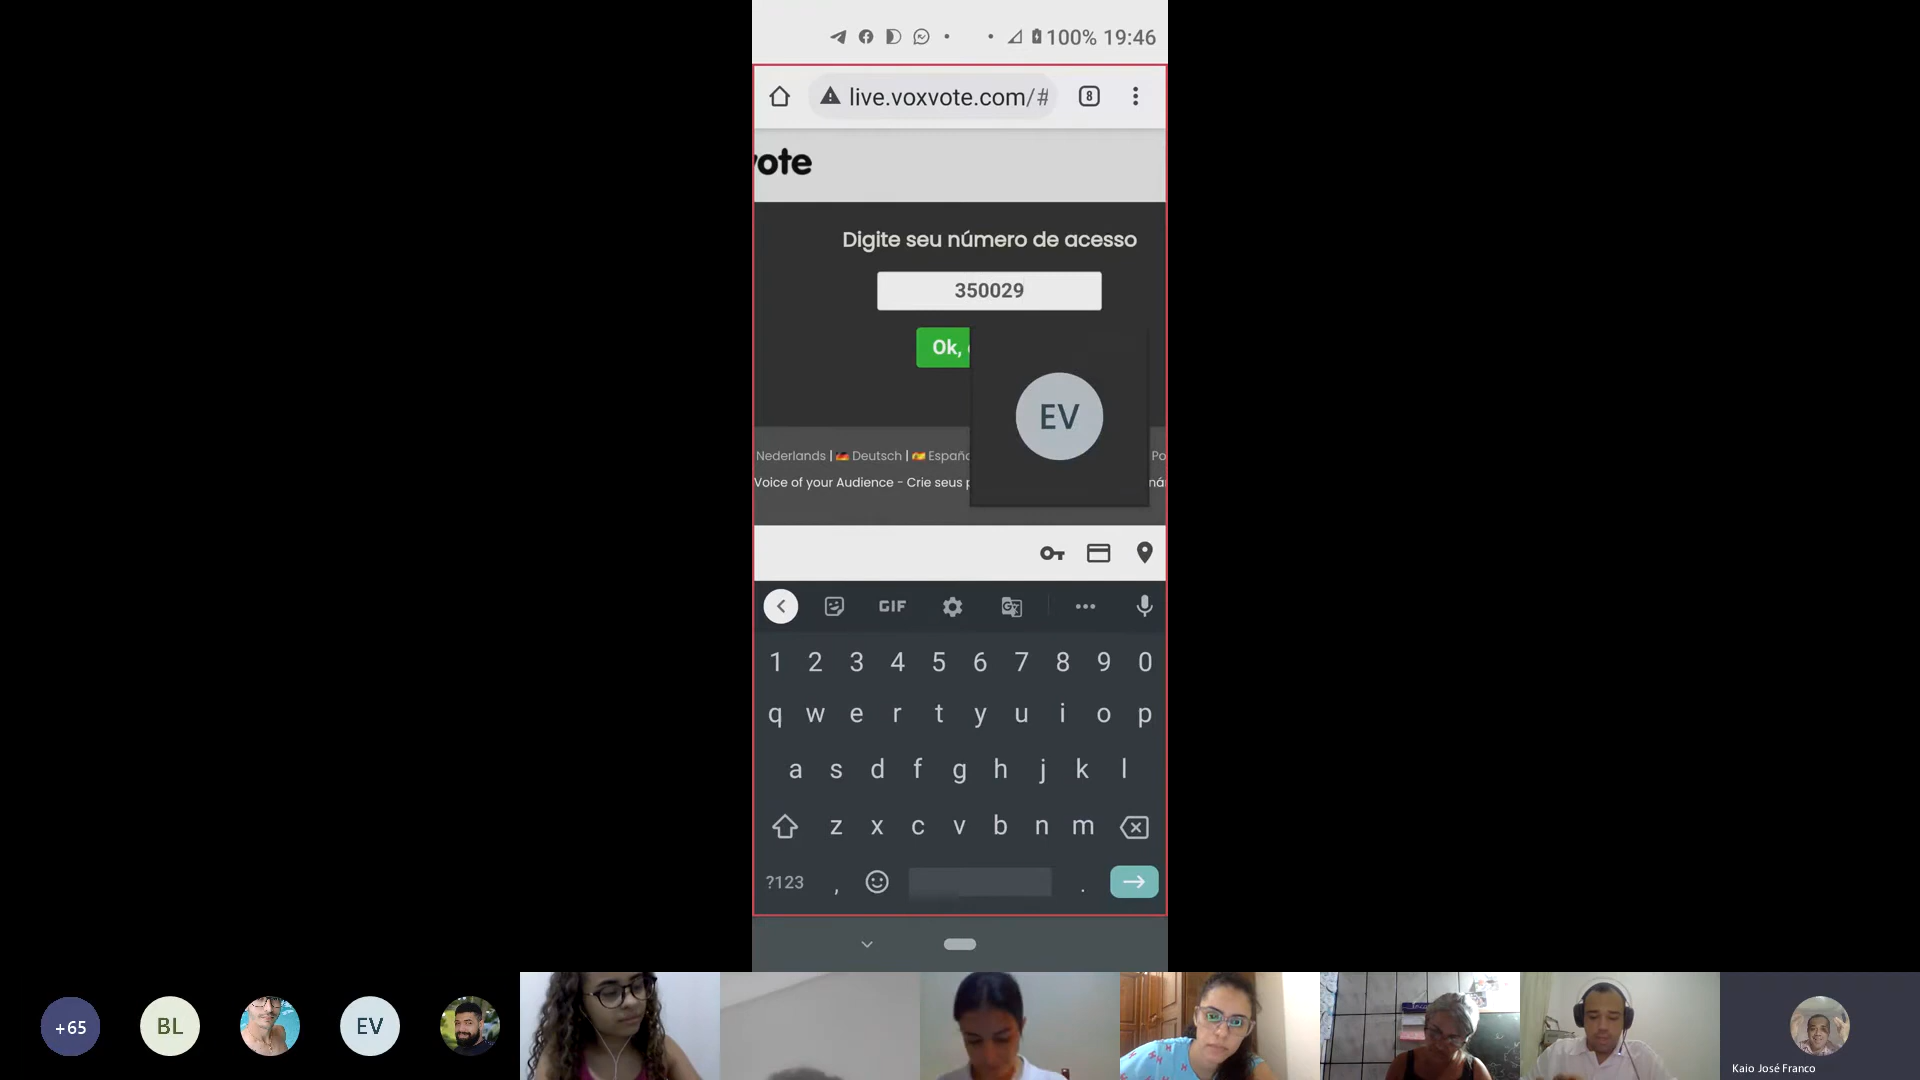 100% 19:46
live.voxvote.com/#
8
vote
Digite seu número de acesso
350029
Ok,
EV
Nederlands | Deutsch | Españo
Po
Voice of your Audience - Crie seus p
GIF
1 2 3 4 5 6 7 8 9 0
q w e r t y u i o p
a s d f g h j k l
z x c v b n m
?123 , .
+65
BL
EV
Kaio José Franco